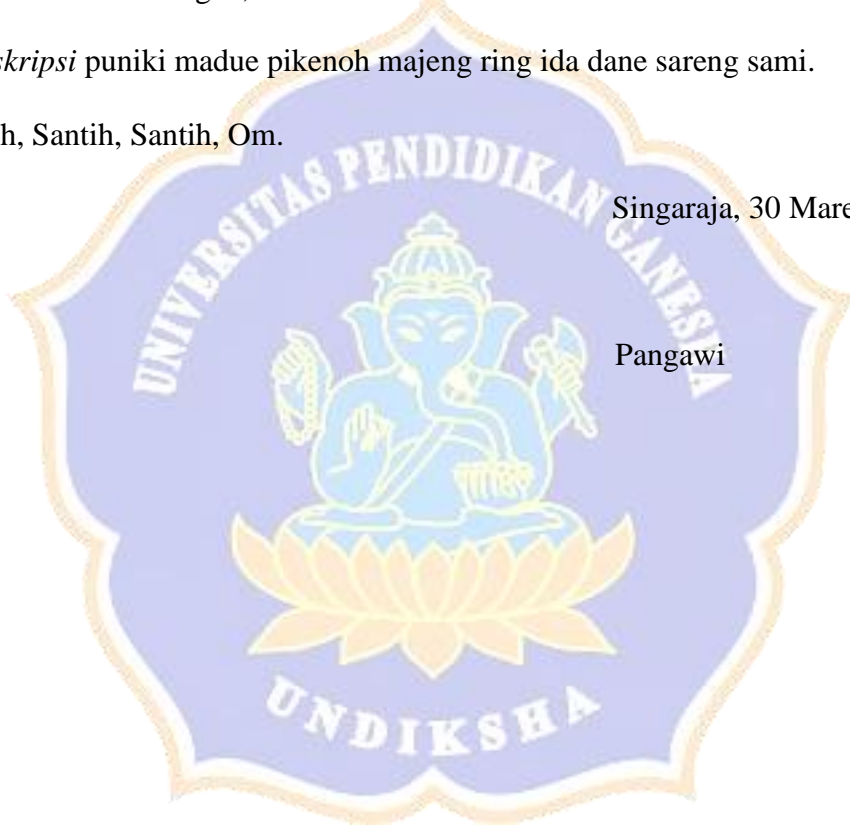 skripsi puniki madue pikenoh majeng ring ida dane sareng sami.
h, Santih, Santih, Om.
UNIVERSITAS PENDIDIKAN GANESHA
Singaraja, 30 Mare
Pangawi
UNDIKSHA